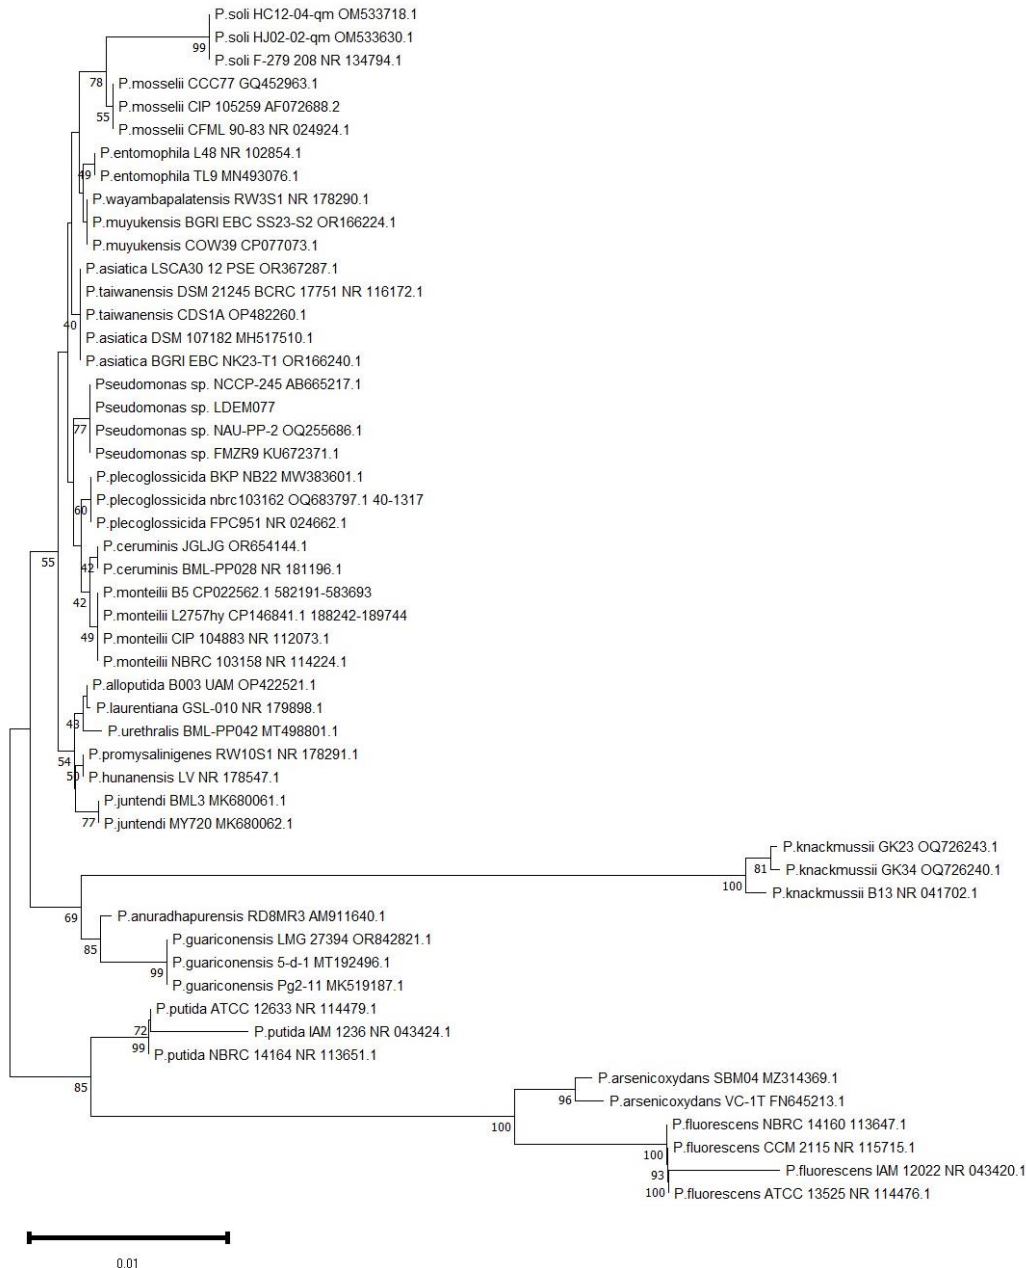 P.soli HC12-04-qm OM533718.1
P.soli HJ02-02-qm OM533630.1
99
P.soli F-279 208 NR 134794.1
78
P.mosselii CCC77 GQ452963.1
P.mosselii CIP 105259 AF072688.2
55
P.mosselii CFML 90-83 NR 024924.1
P.entomophila L48 NR 102854.1
49
P.entomophila TL9 MN493076.1
P.wayambapalatensis RW3S1 NR 178290.1
P.muyukensis BGRI EBC SS23-S2 OR166224.1
P.muyukensis COW39 CP077073.1
P.asiatica LSCA30 12 PSE OR367287.1
P.taiwanensis DSM 21245 BCRC 17751 NR 116172.1
P.taiwanensis CDS1A OP482260.1
40
P.asiatica DSM 107182 MH517510.1
P.asiatica BGRI EBC NK23-T1 OR166240.1
Pseudomonas sp. NCCP-245 AB665217.1
Pseudomonas sp. LDEM077
77
Pseudomonas sp. NAU-PP-2 OQ255686.1
Pseudomonas sp. FMZR9 KU672371.1
P.plecoglossicida BKP NB22 MW383601.1
P.plecoglossicida nbrc103162 OQ683797.1 40-1317
60
P.plecoglossicida FPC951 NR 024662.1
P.ceruminis JGLJG OR654144.1
55
42
P.ceruminis BML-PP028 NR 181196.1
P.monteilii B5 CP022562.1 582191-583693
42
P.monteilii L2757hy CP146841.1 188242-189744
49
P.monteilii CIP 104883 NR 112073.1
P.monteilii NBRC 103158 NR 114224.1
P.alloputida B003 UAM OP422521.1
P.laurentiana GSL-010 NR 179898.1
43
P.urethralis BML-PP042 MT498801.1
P.promysalinigenes RW10S1 NR 178291.1
54
50
P.hunanensis LV NR 178547.1
P.juntendi BML3 MK680061.1
77
P.juntendi MY720 MK680062.1
P.knackmussii GK23 OQ726243.1
81
P.knackmussii GK34 OQ726240.1
100
P.knackmussii B13 NR 041702.1
69
P.anuradhapurensis RD8MR3 AM911640.1
P.guariconensis LMG 27394 OR842821.1
85
P.guariconensis 5-d-1 MT192496.1
99
P.guariconensis Pg2-11 MK519187.1
P.putida ATCC 12633 NR 114479.1
72
P.putida IAM 1236 NR 043424.1
99
P.putida NBRC 14164 NR 113651.1
85
P.arsenicoxydans SBM04 MZ314369.1
96
P.arsenicoxydans VC-1T FN645213.1
100
P.fluorescens NBRC 14160 113647.1
P.fluorescens CCM 2115 NR 115715.1
100
P.fluorescens IAM 12022 NR 043420.1
93
100
P.fluorescens ATCC 13525 NR 114476.1
0.01